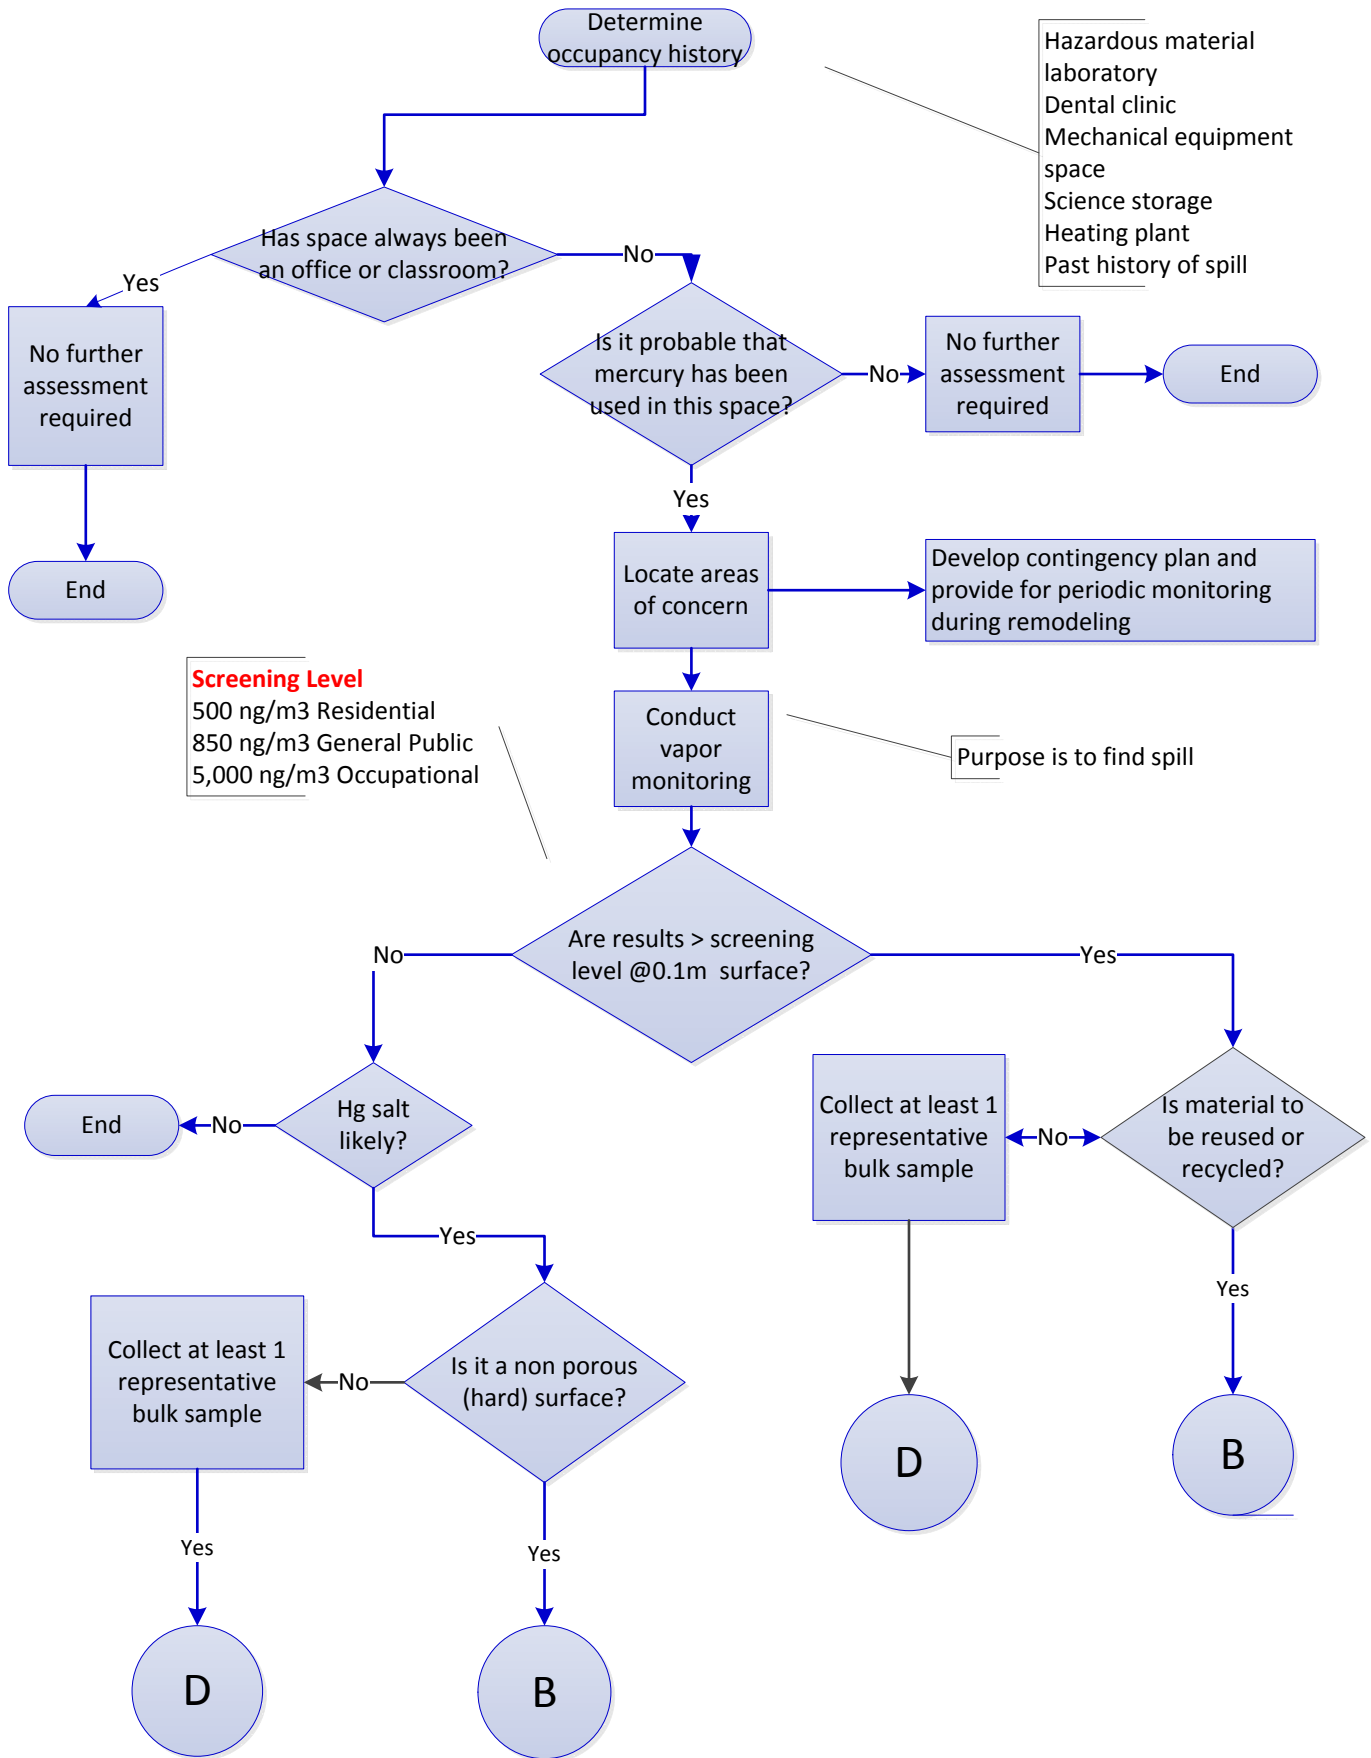 Determine
occupancy history
Hazardous material
laboratory
Dental clinic
Mechanical equipment
space
Science storage
Heating plant
Past history of spill
Has space always been
an office or classroom?
No
Yes
No further
assessment
required
End
Is it probable that
mercury has been
used in this space?
No
No further
assessment
required
End
Yes
Locate areas
of concern
Develop contingency plan and
provide for periodic monitoring
during remodeling
Screening Level
500 ng/m3 Residential
850 ng/m3 General Public
5,000 ng/m3 Occupational
Conduct
vapor
monitoring
Purpose is to find spill
Are results > screening
level @0.1m surface?
No
Yes
Hg salt
likely?
No
End
Collect at least 1
representative
bulk sample
No
Is material to
be reused or
recycled?
Yes
Yes
Collect at least 1
representative
bulk sample
No
Is it a non porous
(hard) surface?
D
B
Yes
Yes
D
B